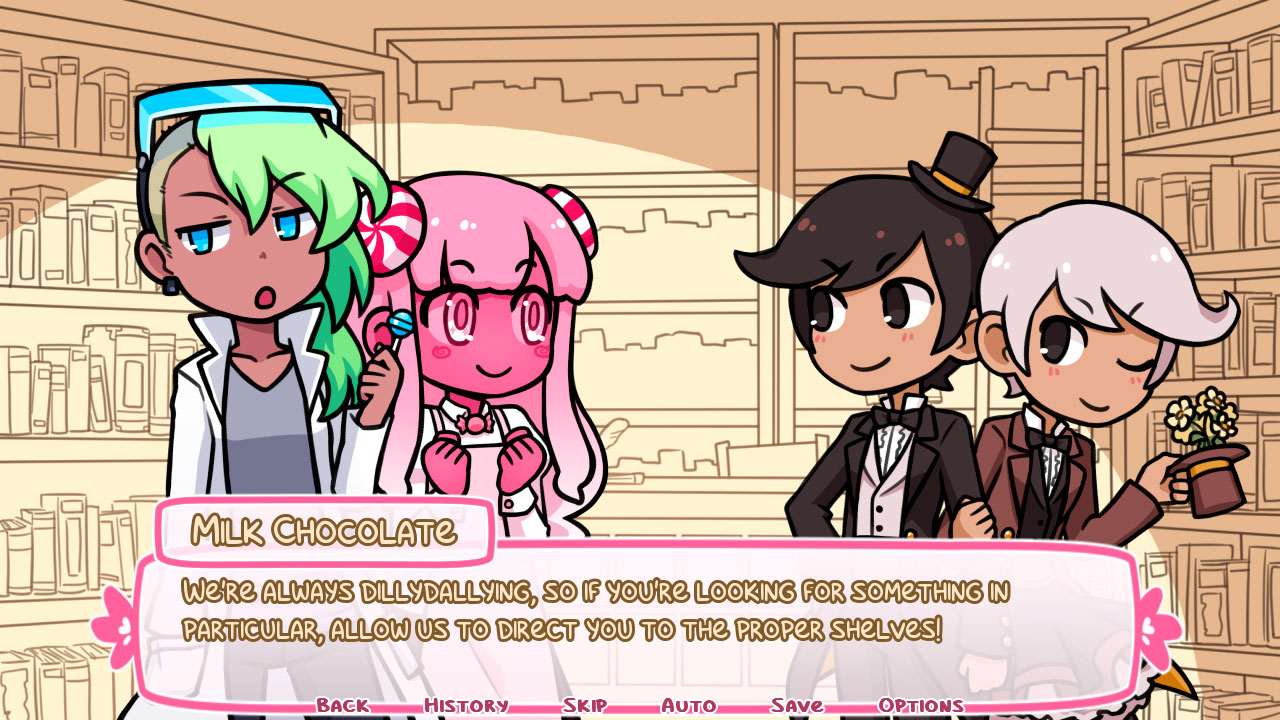 Milk Chocolate
We're always dillydallying, so if you're looking for something in
particular, allow us to direct you to the proper shelves!
Back History Skip Auto Save Options